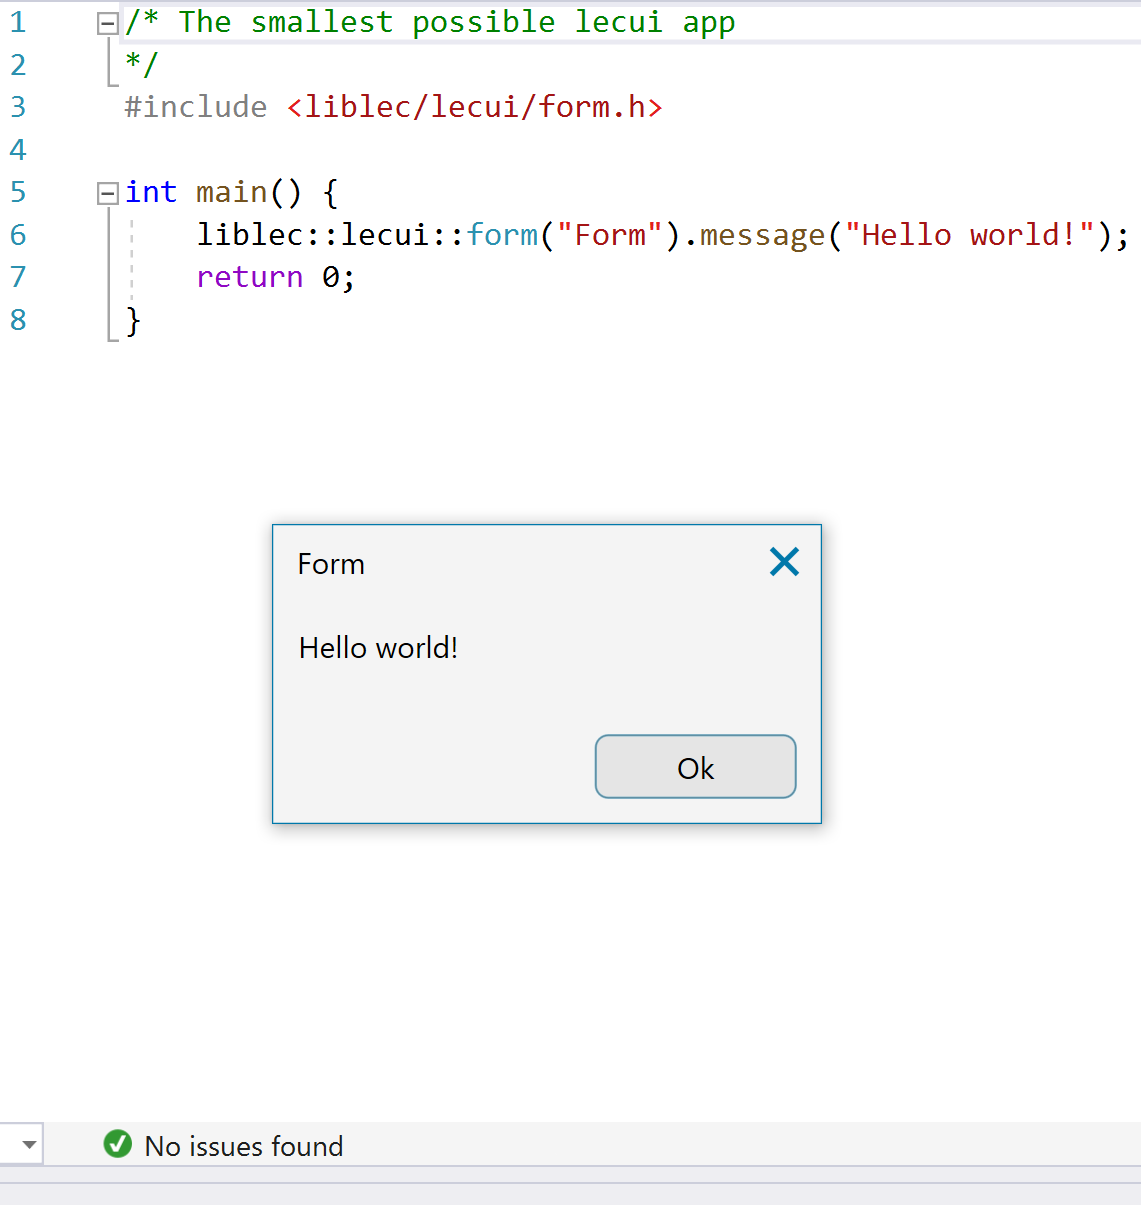 1 /* The smallest possible lecui app
2 */
3 #include <liblec/lecui/form.h>
4
5 int main() {
6     liblec::lecui::form("Form").message("Hello world!");
7     return 0;
8 }
Form
Hello world!
Ok
No issues found